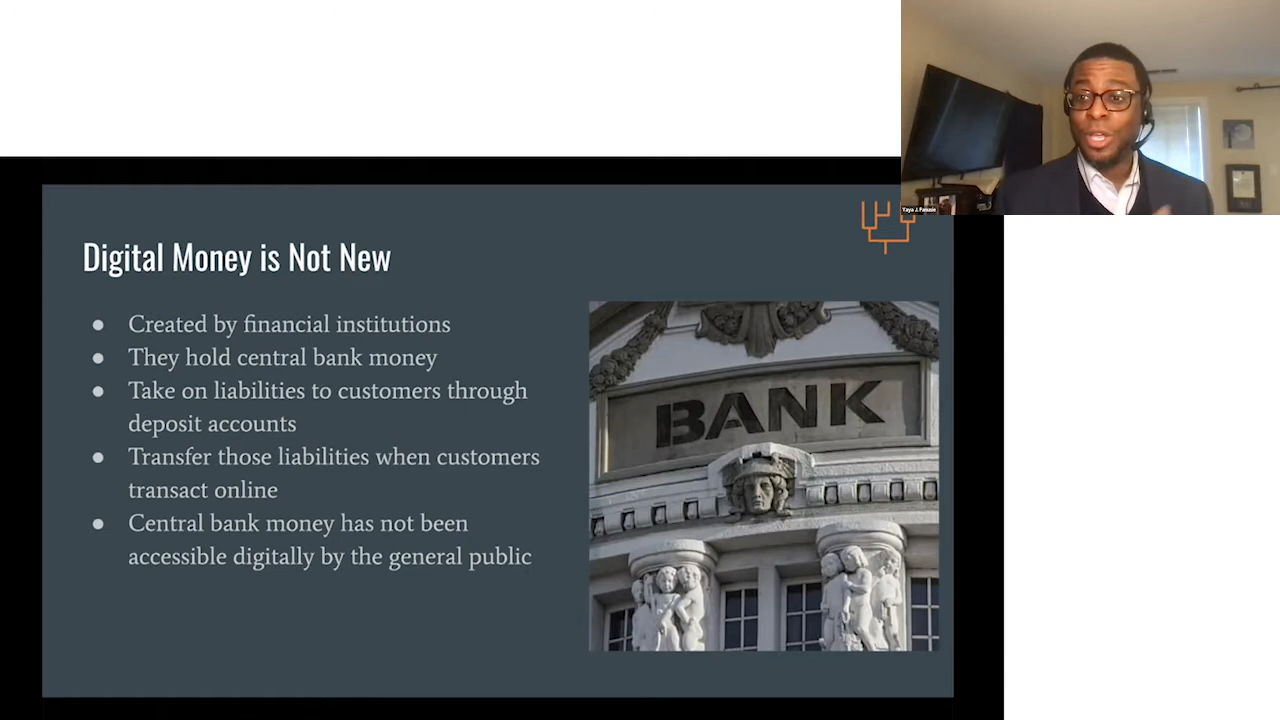 Yaya J. Fanusie
Digital Money is Not New
● Created by financial institutions
● They hold central bank money
● Take on liabilities to customers through
deposit accounts
● Transfer those liabilities when customers
transact online
● Central bank money has not been
accessible digitally by the general public
BANK